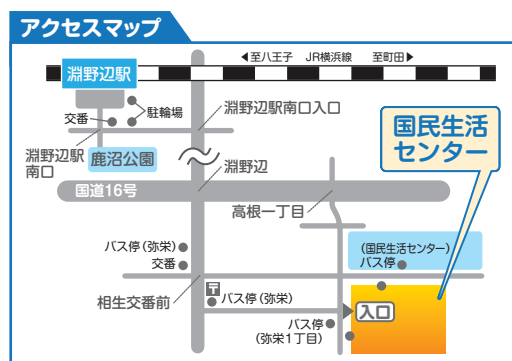 アクセスマップ
◀至八王子 JR横浜線 至町田▶
淵野辺駅
駐輪場
交番
淵野辺駅南口入口
国民生活
センター
淵野辺駅
南口
鹿沼公園
淵野辺
国道16号
高根一丁目
バス停(弥栄)
交番
(国民生活センター)
バス停
相生交番前
〒
バス停(弥栄)
入口
バス停
(弥栄1丁目)